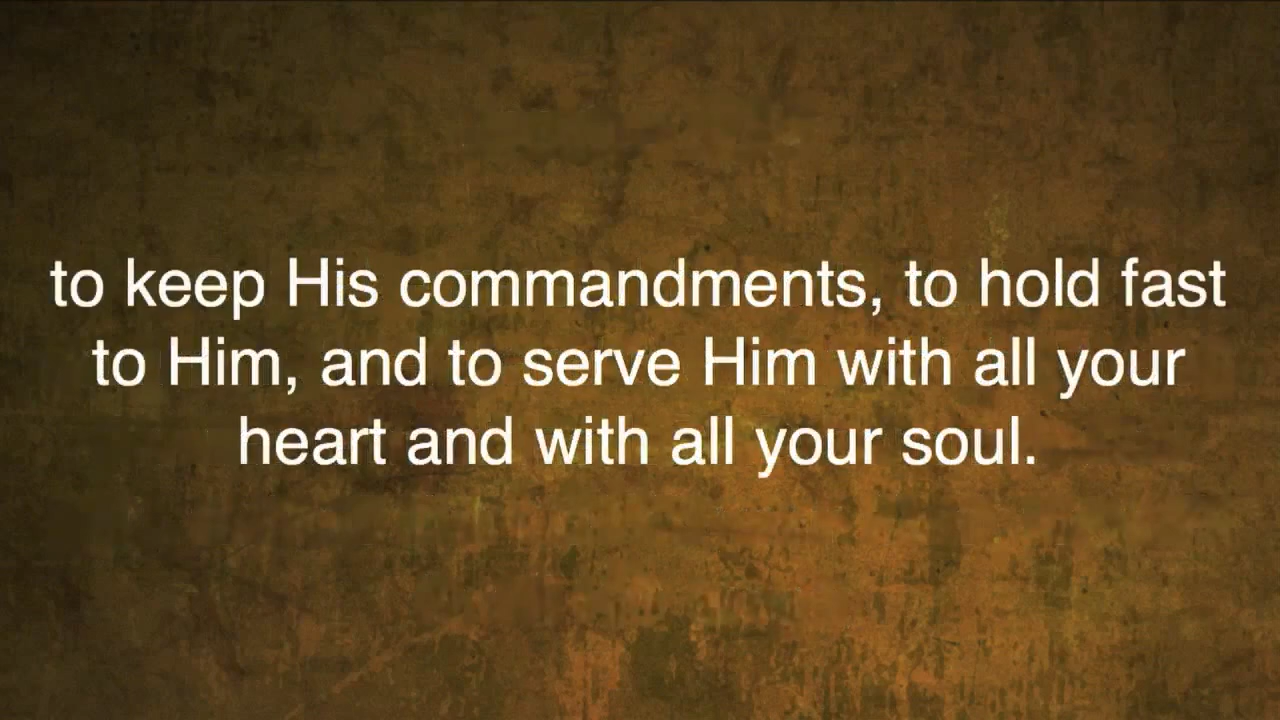 to keep His commandments, to hold fast
to Him, and to serve Him with all your
heart and with all your soul.